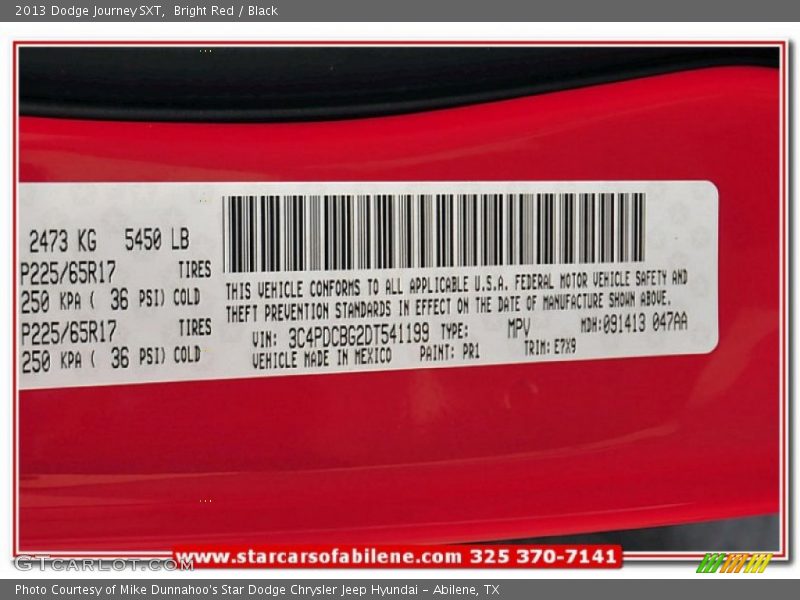 2013 Dodge Journey SXT,  Bright Red / Black
2473 KG   5450 LB
P225/65R17   TIRES
250 KPA ( 36 PSI) COLD
P225/65R17   TIRES
250 KPA ( 36 PSI) COLD
THIS VEHICLE CONFORMS TO ALL APPLICABLE U.S.A. FEDERAL MOTOR VEHICLE SAFETY AND
THEFT PREVENTION STANDARDS IN EFFECT ON THE DATE OF MANUFACTURE SHOWN ABOVE.
VIN: 3C4PDCBG2DT541199 TYPE:   MPV   MDH:091413 047AA
VEHICLE MADE IN MEXICO   PAINT: PR1   TRIM: E7X9
GTcarlot.com
www.starcarsofabilene.com 325 370-7141
Photo Courtesy of Mike Dunnahoo's Star Dodge Chrysler Jeep Hyundai - Abilene, TX